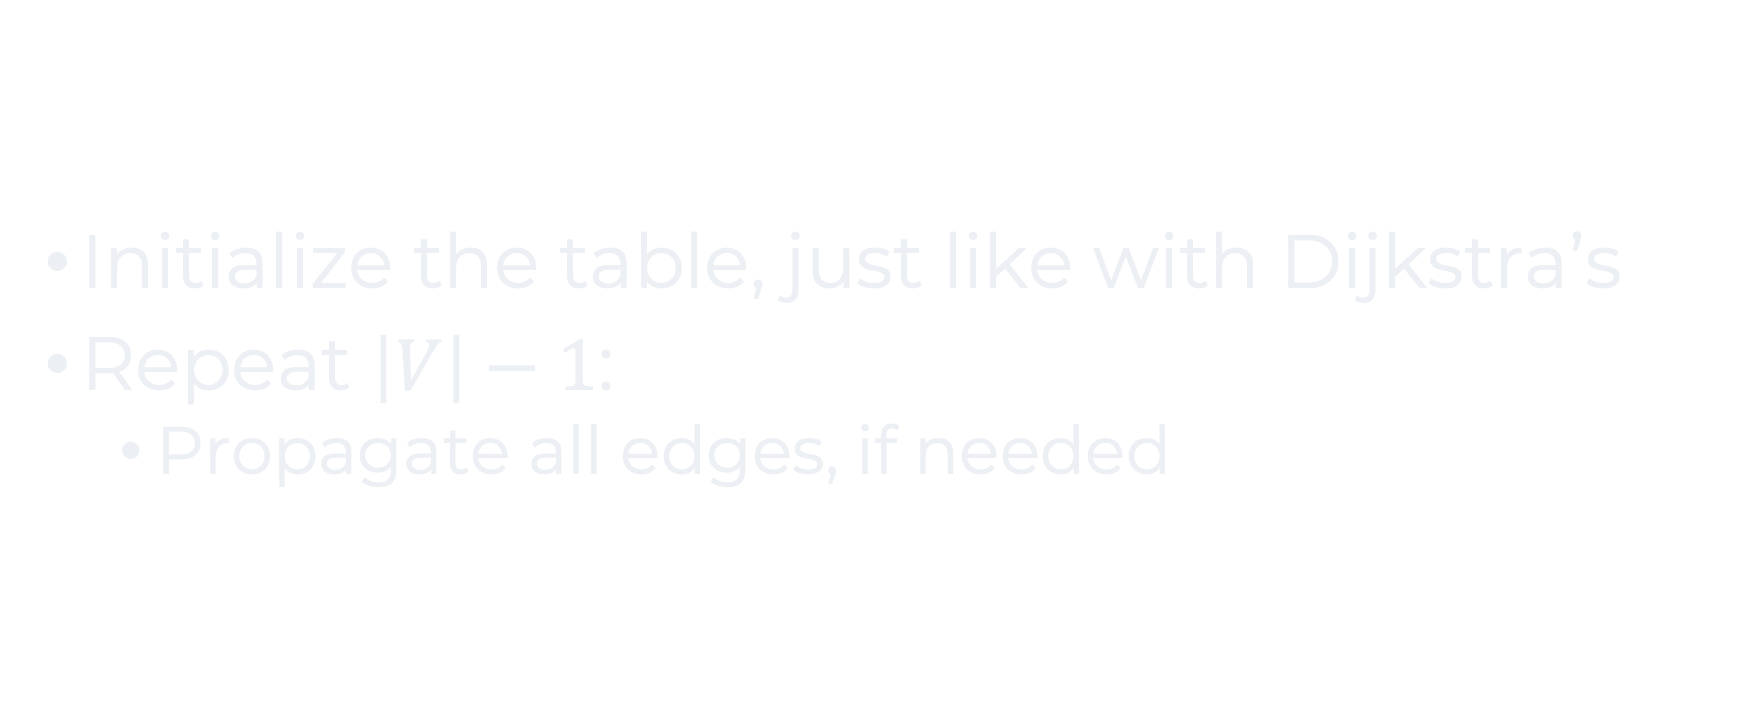 • Initialize the table, just like with Dijkstra’s
• Repeat |𝑉| − 1:
• Propagate all edges, if needed